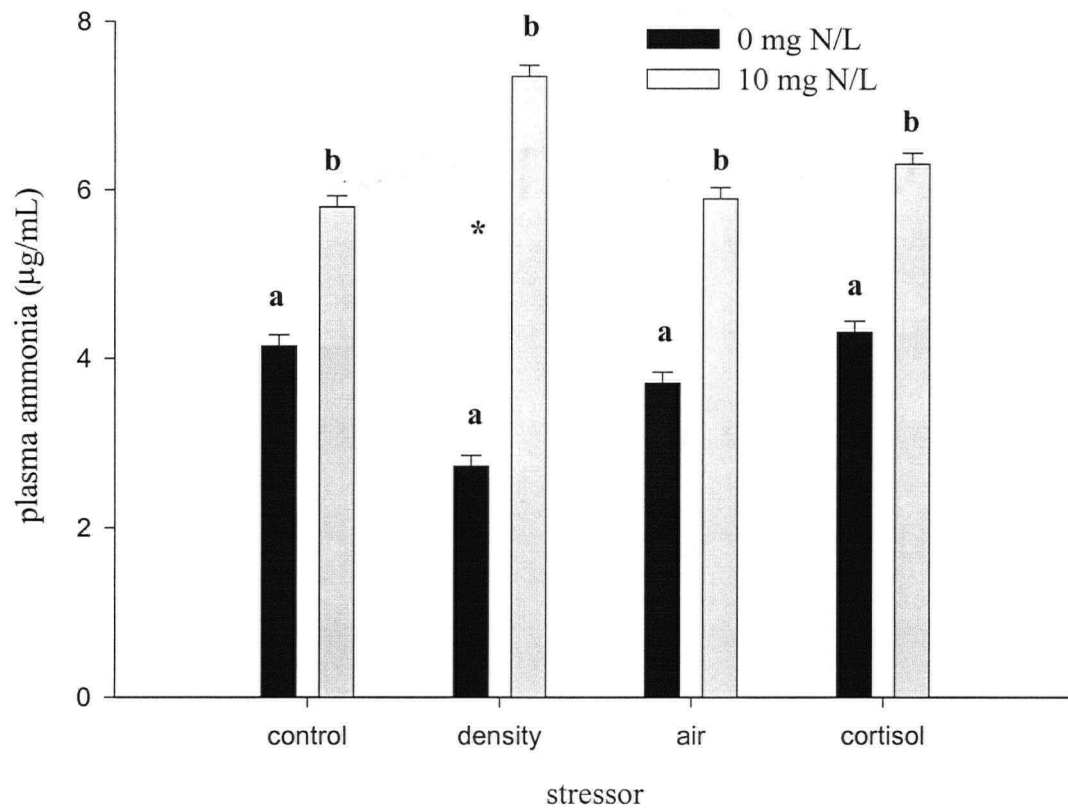 8
6
4
2
0
plasma ammonia (µg/mL)
0 mg N/L
10 mg N/L
a
b
a
*
b
a
b
a
b
control
density
air
cortisol
stressor